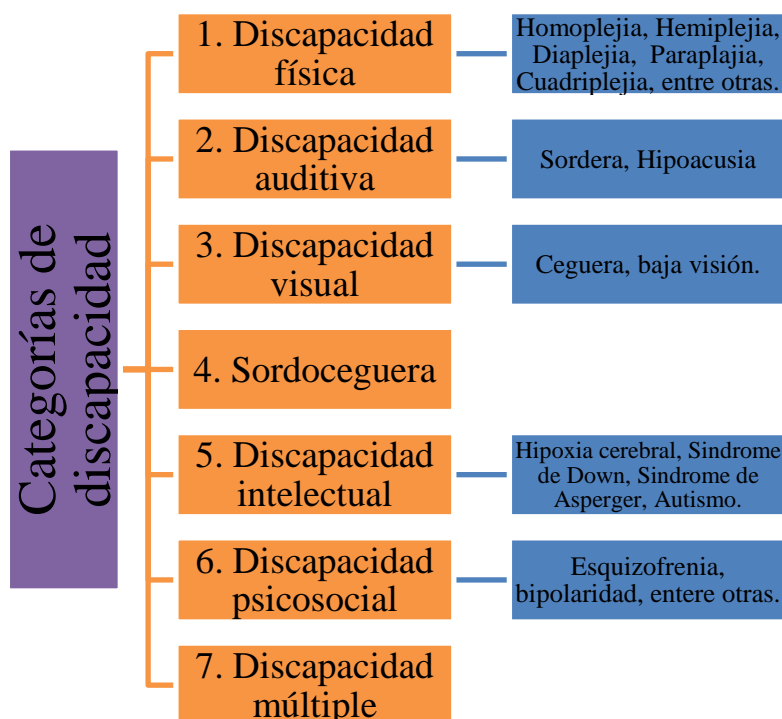 Categorías de
discapacidad
1. Discapacidad
física
Homoplejia, Hemiplejia,
Diaplejia, Paraplajia,
Cuadriplejia, entre otras.
2. Discapacidad
auditiva
Sordera, Hipoacusia
3. Discapacidad
visual
Ceguera, baja visión.
4. Sordoceguera
5. Discapacidad
intelectual
Hipoxia cerebral, Sindrome
de Down, Sindrome de
Asperger, Autismo.
6. Discapacidad
psicosocial
Esquizofrenia,
bipolaridad, entere otras.
7. Discapacidad
múltiple